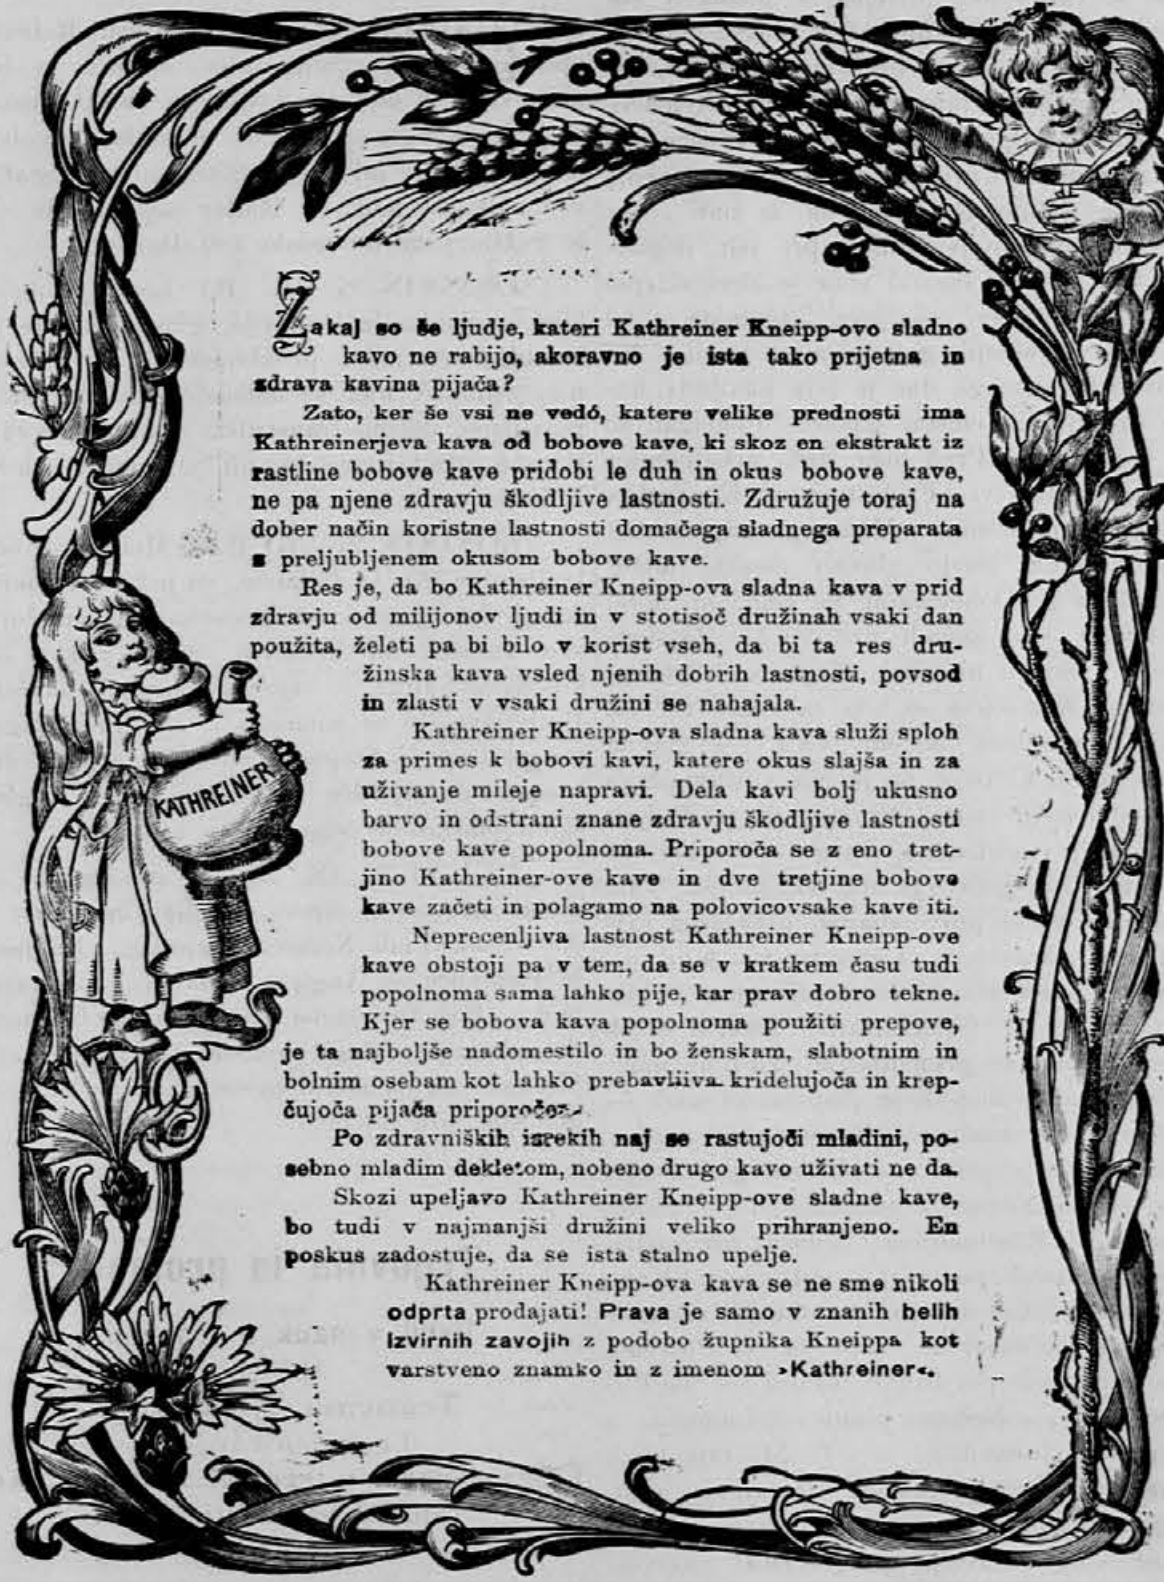 Zakaj so še ljudje, kateri Kathreiner Kneipp-ovo sladno
kavo ne rabijo, akoravno je ista tako prijetna in
zdrava kavina pijača?
Zato, ker še vsi ne vedó, katere velike prednosti ima
Kathreinerjeva kava od bobove kave, ki skoz en ekstrakt iz
rastline bobove kave pridobi le duh in okus bobove kave,
ne pa njene zdravju škodljive lastnosti. Združuje toraj na
dober način koristne lastnosti domačega sladnega preparata
s preljubljenem okusom bobove kave.
Res je, da bo Kathreiner Kneipp-ova sladna kava v prid
zdravju od milijonov ljudi in v stotisoč družinah vsaki dan
použita, želeti pa bi bilo v korist vseh, da bi ta res dru-
žinska kava vsled njenih dobrih lastnosti, povsod
in zlasti v vsaki družini se nahajala.
Kathreiner Kneipp-ova sladna kava služi sploh
za primes k bobovi kavi, katere okus slajša in za
uživanje mileje napravi. Dela kavi bolj ukusno
barvo in odstrani znane zdravju škodljive lastnosti
bobove kave popolnoma. Priporoča se z eno tret-
jino Kathreiner-ove kave in dve tretjine bobove
kave začeti in polagamo na polovicovsake kave iti.
Neprecenljiva lastnost Kathreiner Kneipp-ove
kave obstoji pa v tem, da se v kratkem času tudi
popolnoma sama lahko pije, kar prav dobro tekne.
Kjer se bobova kava popolnoma použiti prepove,
je ta najboljše nadomestilo in bo ženskam, slabotnim in
bolnim osebam kot lahko prebavljiva kridelujoča in krep-
čujoča pijača
Po zdravniških izrekih naj se rastujoči mladini, po-
sebno mladim dekletom, nobeno drugo kavo uživati ne da.
Skozi upeljavo Kathreiner Kneipp-ove sladne kave,
bo tudi v najmanjši družini veliko prihranjeno. En
poskus zadostuje, da se ista stalno upelje.
Kathreiner Kneipp-ova kava se ne sme nikoli
odprta prodajati! Prava je samo v znanih belih
izvirnih zavojih z podobo župnika Kneippa kot
varstveno znamko in z imenom »Kathreiner«.
KATHREINER